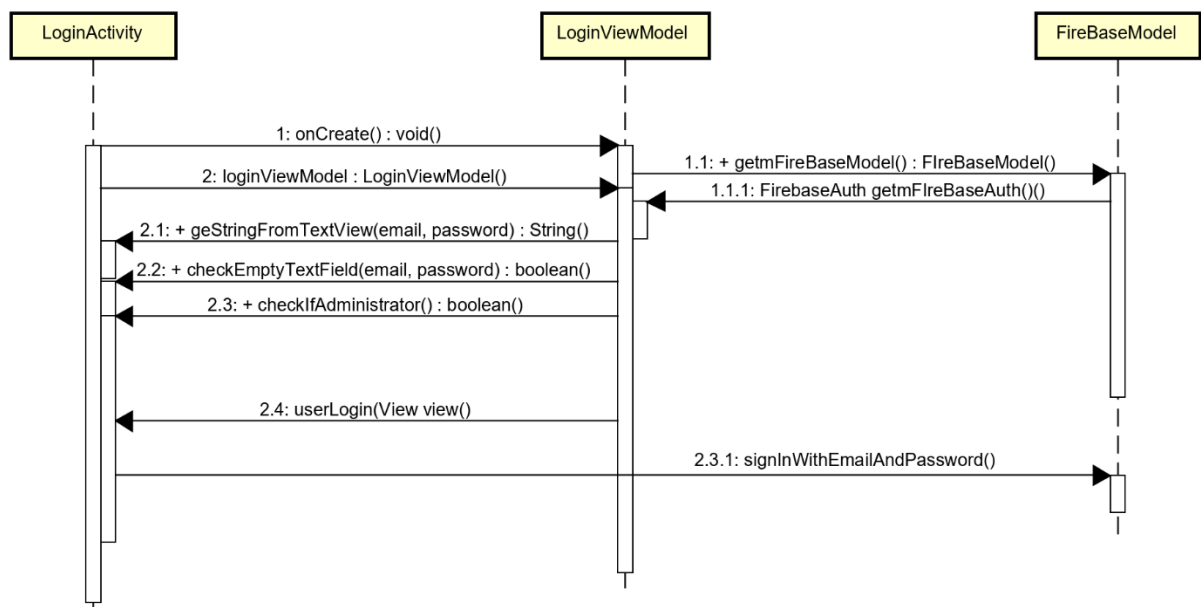 LoginActivity
LoginViewModel
FireBaseModel
1: onCreate() : void()
1.1: + getmFireBaseModel() : FIreBaseModel()
2: loginViewModel : LoginViewModel()
1.1.1: FirebaseAuth getmFIreBaseAuth()()
2.1: + geStringFromTextView(email, password) : String()
2.2: + checkEmptyTextField(email, password) : boolean()
2.3: + checkIfAdministrator() : boolean()
2.4: userLogin(View view()
2.3.1: signInWithEmailAndPassword()